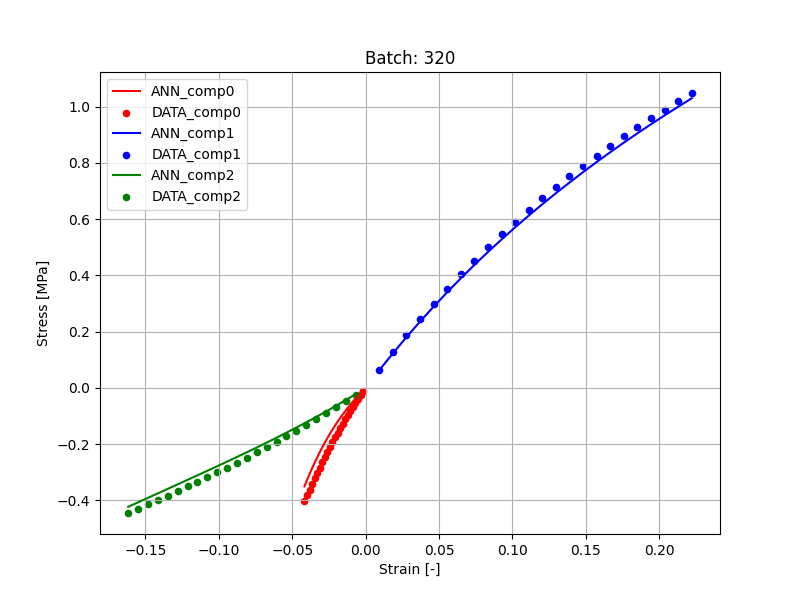 Batch: 320
ANN_comp0
DATA_comp0
ANN_comp1
DATA_comp1
ANN_comp2
DATA_comp2
Stress [MPa]
1.0
0.8
0.6
0.4
0.2
0.0
−0.2
−0.4
−0.15
−0.10
−0.05
0.00
0.05
0.10
0.15
0.20
Strain [-]